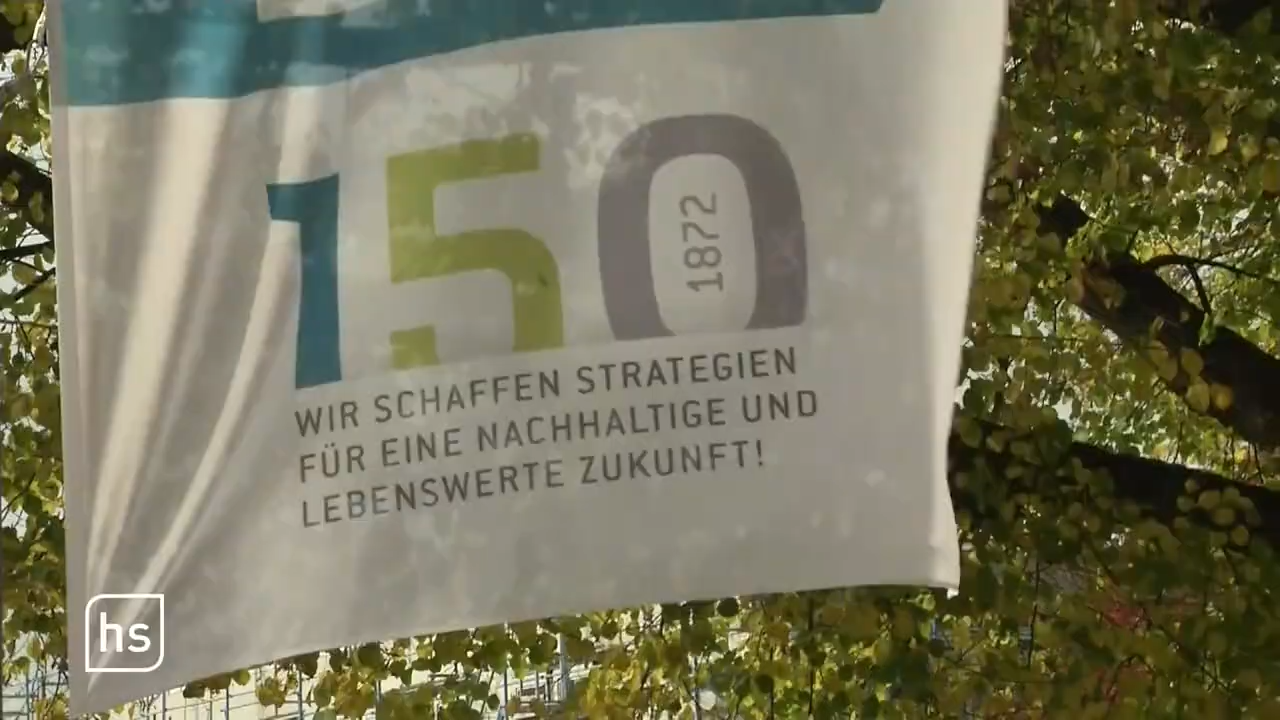 150
1872
WIR SCHAFFEN STRATEGIEN
FÜR EINE NACHHALTIGE UND
LEBENSWERTE ZUKUNFT!
hs